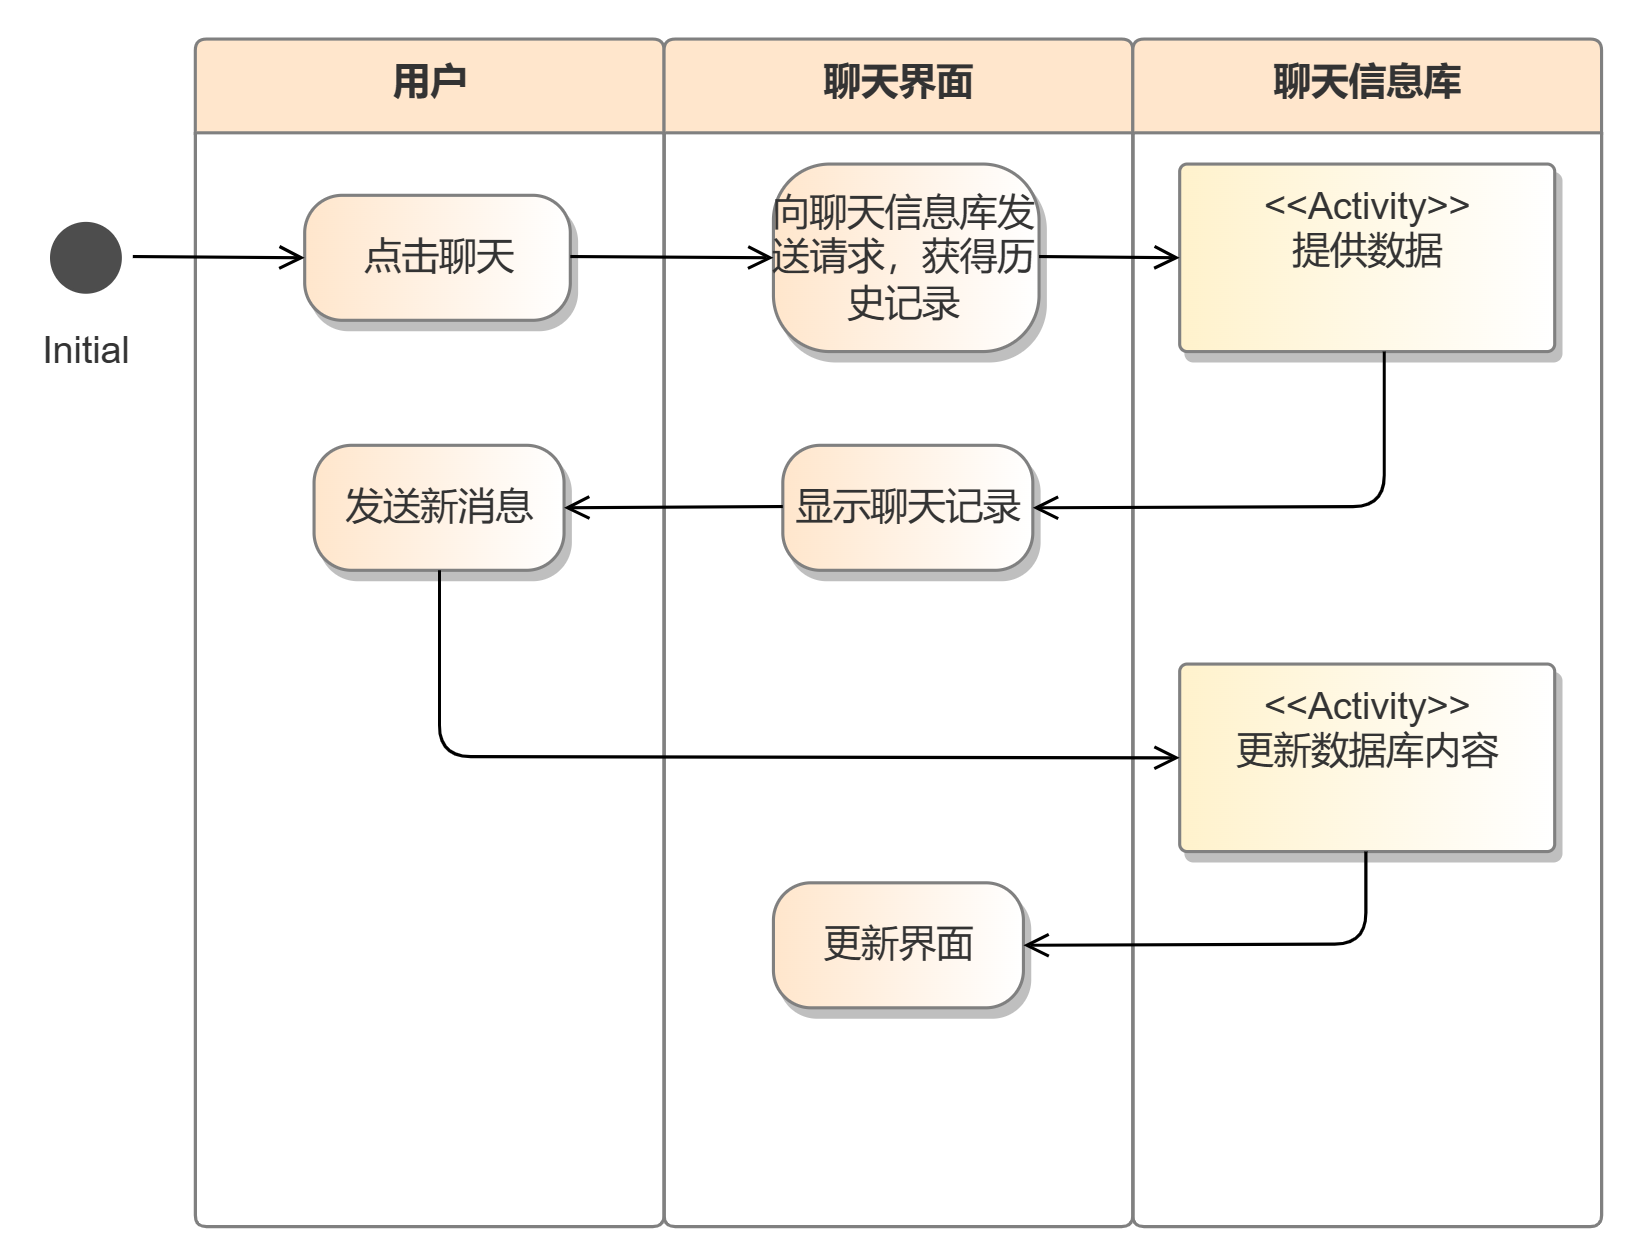 用户
聊天界面
聊天信息库
Initial
点击聊天
向聊天信息库发
送请求，获得历
史记录
<<Activity>>
提供数据
发送新消息
显示聊天记录
<<Activity>>
更新数据库内容
更新界面